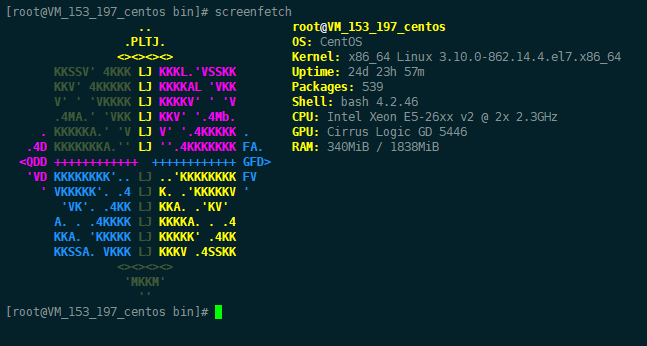 [root@VM_153_197_centos bin]# screenfetch
                   ..                    root@VM_153_197_centos
                 .PLTJ.                  OS: CentOS
                <><><><>                 Kernel: x86_64 Linux 3.10.0-862.14.4.el7.x86_64
       KKSSV' 4KKK LJ KKKL.'VSSKK        Uptime: 24d 23h 57m
       KKV' 4KKKKK LJ KKKKAL 'VKK        Packages: 539
       V' ' 'VKKKK LJ KKKKV' ' 'V        Shell: bash 4.2.46
       .4MA.' 'VKK LJ KKV' '.4Mb.        CPU: Intel Xeon E5-26xx v2 @ 2x 2.3GHz
     . KKKKKA.' 'V LJ V' '.4KKKKK .      GPU: Cirrus Logic GD 5446
   .4D KKKKKKKA.'' LJ ''.4KKKKKKK FA.    RAM: 340MiB / 1838MiB
  <QDD ++++++++++++  ++++++++++++ GFD>
   'VD KKKKKKKK'.. LJ ..'KKKKKKKK FV
     ' VKKKKK'. .4 LJ K. .'KKKKKV '
        'VK'. .4KK LJ KKA. .'KV'
       A. . .4KKKK LJ KKKKA. . .4
       KKA. 'KKKKK LJ KKKKK' .4KK
       KKSSA. VKKK LJ KKKV .4SSKK
                <><><><>
                 'MKKM'
                   ''
[root@VM_153_197_centos bin]#